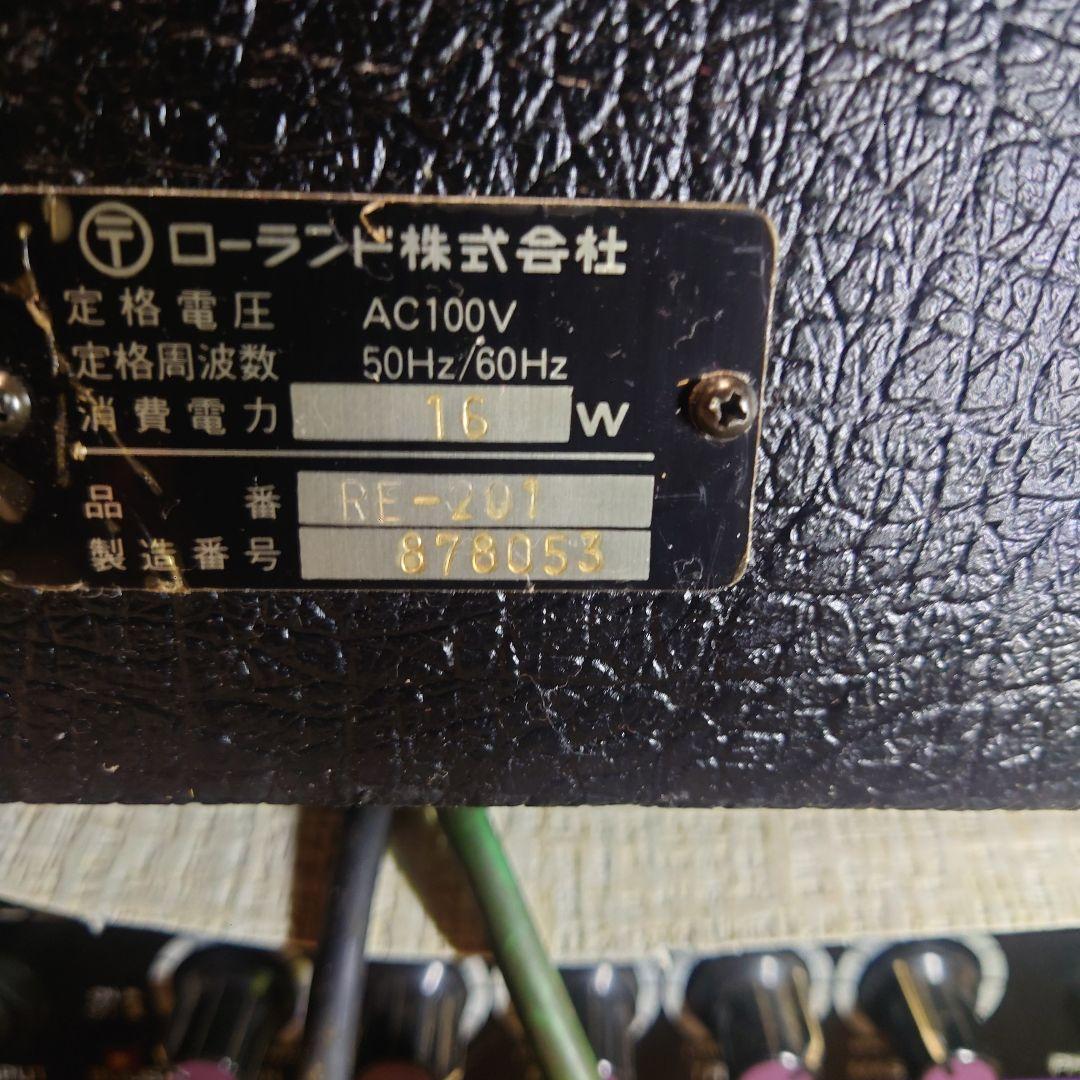 〒 ローランド株式会社
定格電圧 AC100V
定格周波数 50Hz/60Hz
消費電力 16 W
品番 RE-201
製造番号 878053